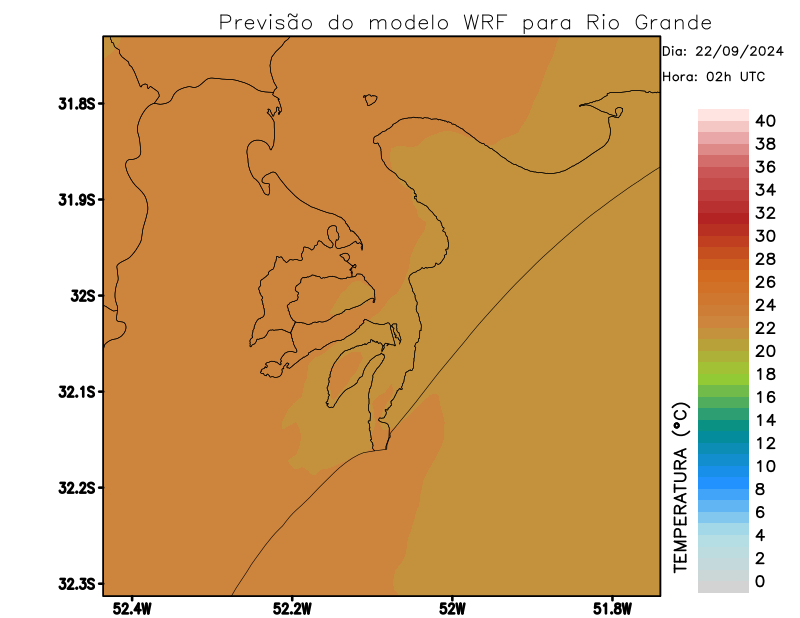 Previsão do modelo WRF para Rio Grande
Dia: 22/09/2024
Hora: 02h UTC
31.8S
31.9S
32S
32.1S
32.2S
32.3S
52.4W
52.2W
52W
51.8W
40
38
36
34
32
30
28
26
24
22
20
18
16
14
12
10
8
6
4
2
0
TEMPERATURA (°C)